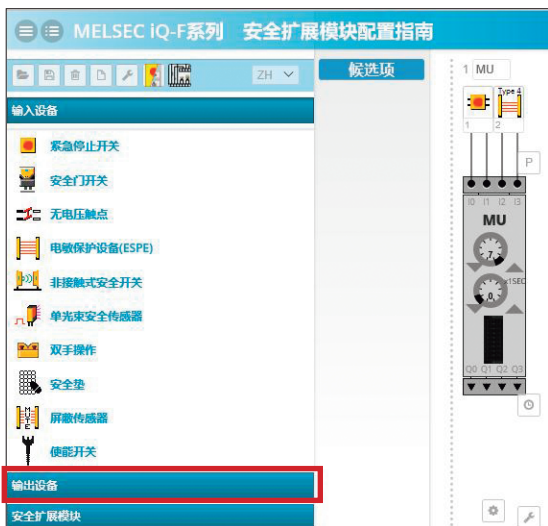 MELSEC iQ-F系列 安全扩展模块配置指南
ZH
候选项
1 MU
输入设备
Type 4
1 2
紧急停止开关
安全门开关
P
无电压触点
I0 I1 I2 I3
MU
电敏保护设备(ESPE)
7
非接触式安全开关
x1SEC
0
单光束安全传感器
双手操作
安全垫
Q0 Q1 Q2 Q3
屏蔽传感器
使能开关
输出设备
安全扩展模块